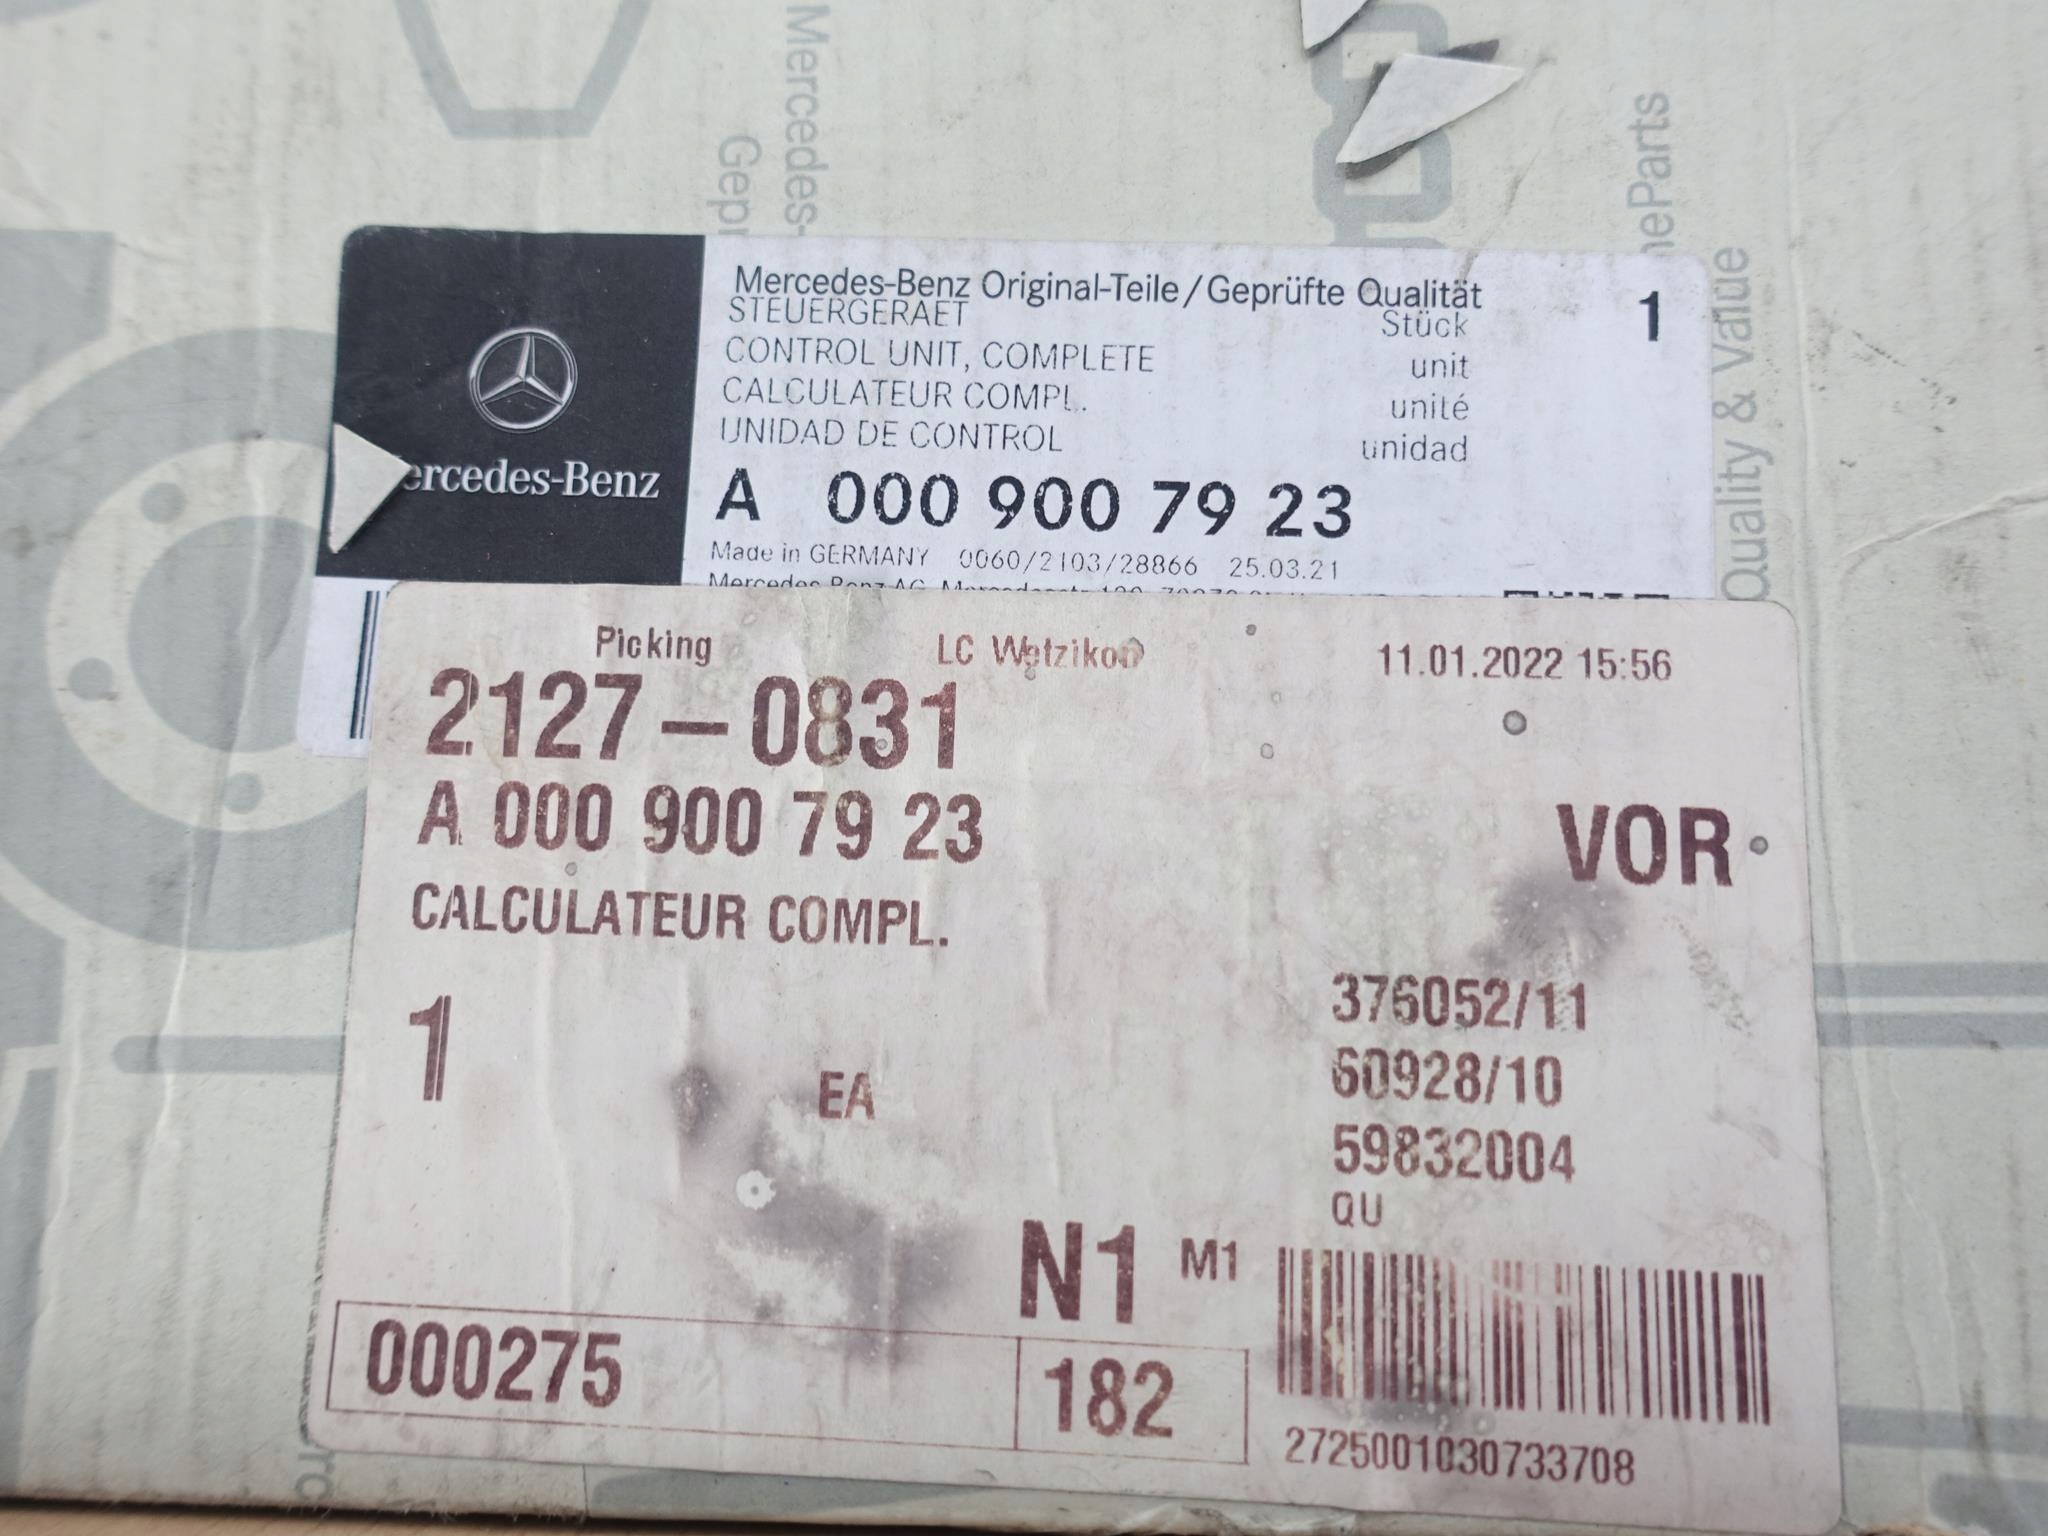 Mercedes-
Gepr
neParts
Quality & Value
Mercedes-Benz Original-Teile/Geprüfte Qualität
STEUERGERAET Stück 1
CONTROL UNIT, COMPLETE unit
CALCULATEUR COMPL. unité
UNIDAD DE CONTROL unidad
ercedes-Benz
A 000 900 79 23
Made in GERMANY 0060/2103/28866 25.03.21
Picking LC Wetzikon 11.01.2022 15:56
2127-0831
A 000 900 79 23 VOR
CALCULATEUR COMPL.
376052/11
1 EA 60928/10
59832004
QU
N1 M1
000275 182
2725001030733708